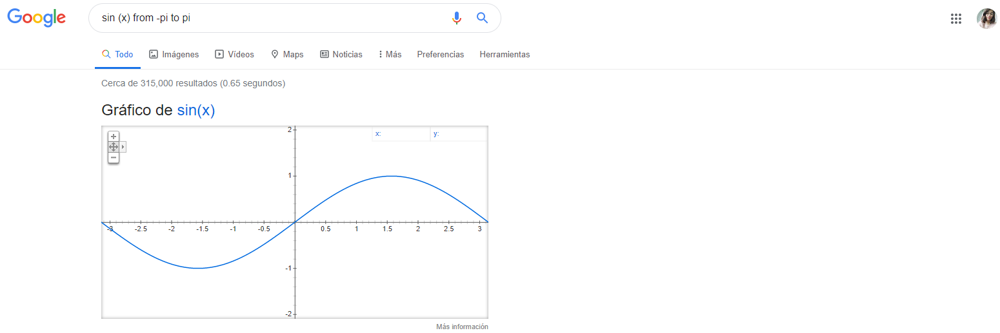 Google
sin (x) from -pi to pi
Todo Imágenes Vídeos Maps Noticias Más Preferencias Herramientas
Cerca de 315,000 resultados (0.65 segundos)
Gráfico de sin(x)
x: y:
2
1
-3 -2.5 -2 -1.5 -1 -0.5 0.5 1 1.5 2 2.5 3
-1
-2
Más información